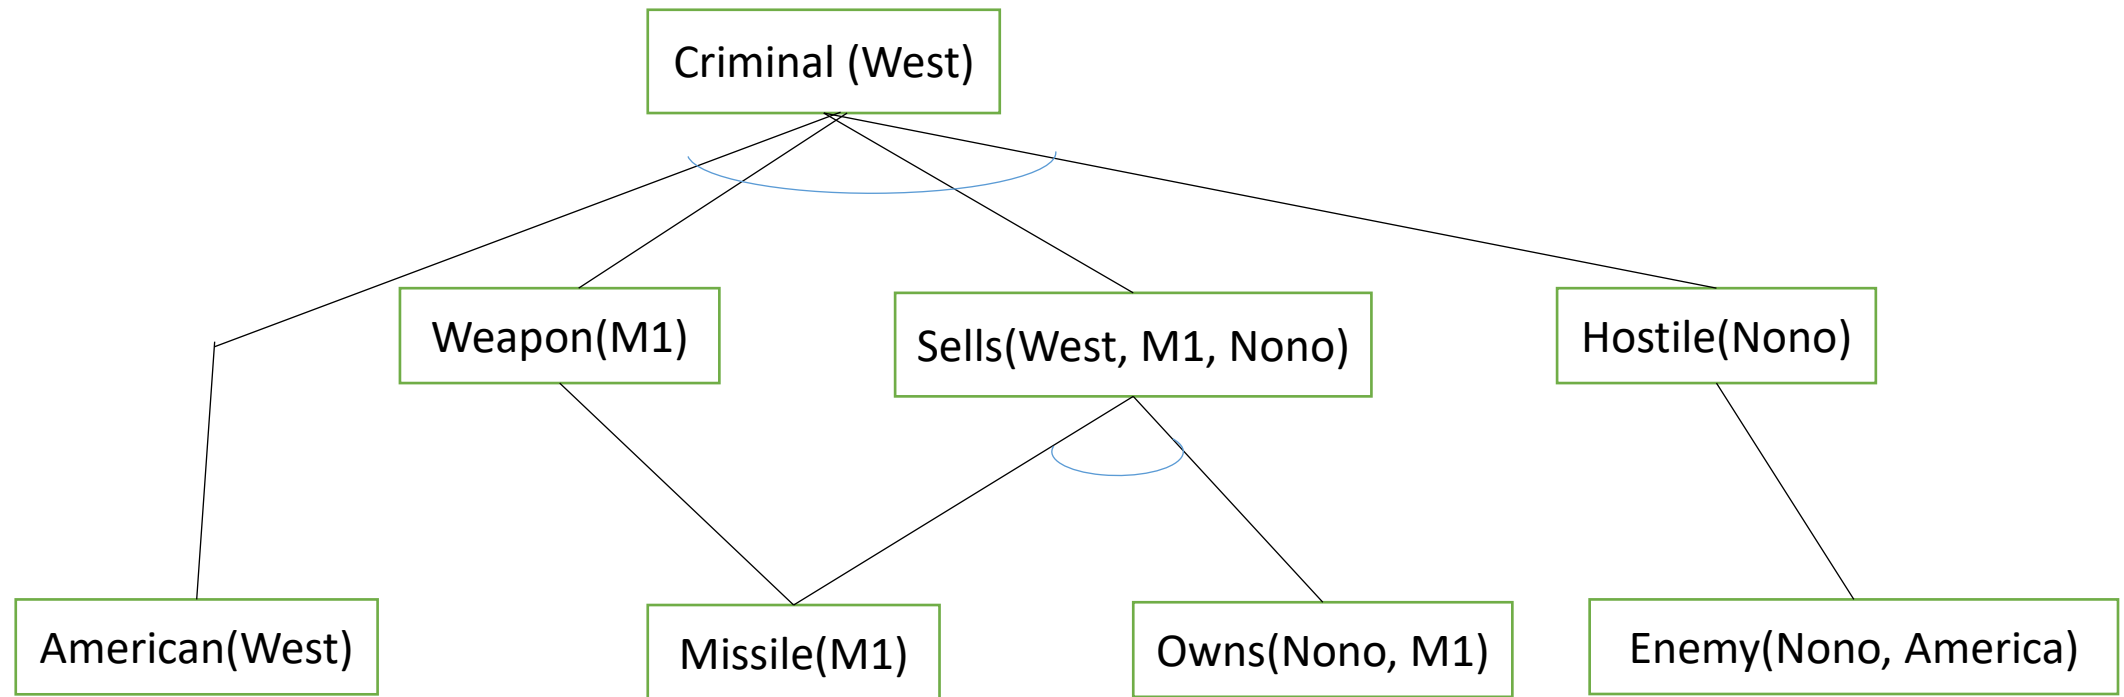 Criminal (West)
Weapon(M1)
Sells(West, M1, Nono)
Hostile(Nono)
American(West)
Missile(M1)
Owns(Nono, M1)
Enemy(Nono, America)